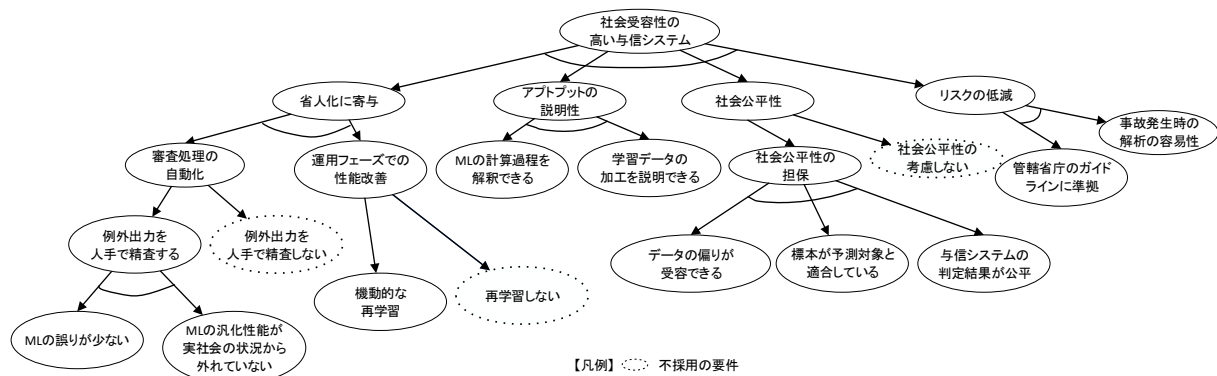 社会受容性の
高い与信システム
省人化に寄与
アプトプットの
説明性
社会公平性
リスクの低減
審査処理の
自動化
運用フェーズでの
性能改善
MLの計算過程を
解釈できる
学習データの
加工を説明できる
社会公平性の
担保
社会公平性の
考慮しない
管轄省庁のガイド
ラインに準拠
事故発生時の
解析の容易性
例外出力を
人手で精査する
例外出力を
人手で精査しない
機動的な
再学習
再学習しない
データの偏りが
受容できる
標本が予測対象と
適合している
与信システムの
判定結果が公平
MLの誤りが少ない
MLの汎化性能が
実社会の状況から
外れていない
【凡例】 不採用の要件